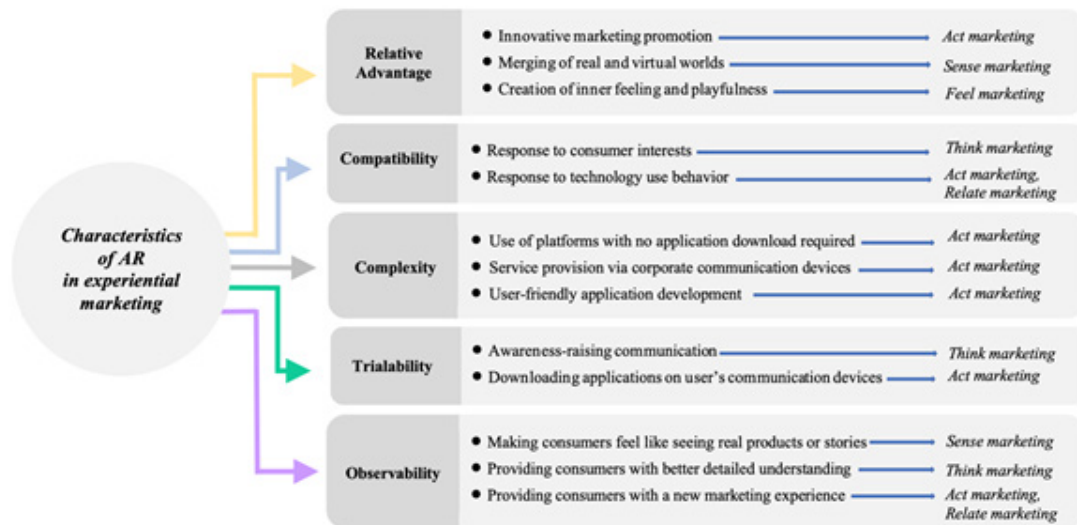 Characteristics
of AR
in experiential
marketing
Relative
Advantage
● Innovative marketing promotion
Act marketing
● Merging of real and virtual worlds
Sense marketing
● Creation of inner feeling and playfulness
Feel marketing
Compatibility
● Response to consumer interests
Think marketing
● Response to technology use behavior
Act marketing,
Relate marketing
Complexity
● Use of platforms with no application download required
Act marketing
● Service provision via corporate communication devices
Act marketing
● User-friendly application development
Act marketing
Trialability
● Awareness-raising communication
Think marketing
● Downloading applications on user's communication devices
Act marketing
Observability
● Making consumers feel like seeing real products or stories
Sense marketing
● Providing consumers with better detailed understanding
Think marketing
● Providing consumers with a new marketing experience
Act marketing,
Relate marketing